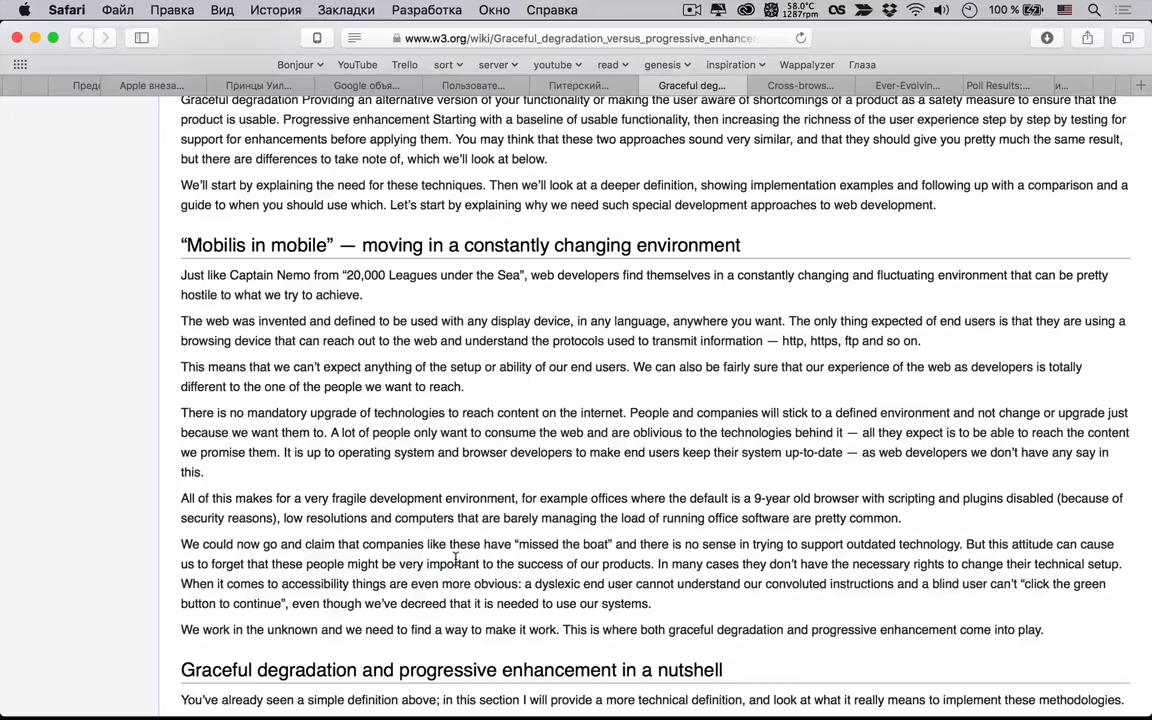 Safari Файл Правка Вид История Закладки Разработка Окно Справка 58.0°C 1287rpm 100 %
www.w3.org/wiki/Graceful_degradation_versus_progressive_enhancer
Bonjour YouTube Trello sort server youtube read genesis inspiration Wappalyzer Глаза
Предо Apple внеза... Принцы Уил... Google объя... Пользовате... Питерский... Graceful deg... Cross-brows... Ever-Evolvin... Poll Results:... и...
Graceful degradation Providing an alternative version of your functionality or making the user aware of shortcomings of a product as a safety measure to ensure that the
product is usable. Progressive enhancement Starting with a baseline of usable functionality, then increasing the richness of the user experience step by step by testing for
support for enhancements before applying them. You may think that these two approaches sound very similar, and that they should give you pretty much the same result,
but there are differences to take note of, which we'll look at below.
We'll start by explaining the need for these techniques. Then we'll look at a deeper definition, showing implementation examples and following up with a comparison and a
guide to when you should use which. Let's start by explaining why we need such special development approaches to web development.
“Mobilis in mobile” — moving in a constantly changing environment
Just like Captain Nemo from “20,000 Leagues under the Sea”, web developers find themselves in a constantly changing and fluctuating environment that can be pretty
hostile to what we try to achieve.
The web was invented and defined to be used with any display device, in any language, anywhere you want. The only thing expected of end users is that they are using a
browsing device that can reach out to the web and understand the protocols used to transmit information — http, https, ftp and so on.
This means that we can't expect anything of the setup or ability of our end users. We can also be fairly sure that our experience of the web as developers is totally
different to the one of the people we want to reach.
There is no mandatory upgrade of technologies to reach content on the internet. People and companies will stick to a defined environment and not change or upgrade just
because we want them to. A lot of people only want to consume the web and are oblivious to the technologies behind it — all they expect is to be able to reach the content
we promise them. It is up to operating system and browser developers to make end users keep their system up-to-date — as web developers we don't have any say in
this.
All of this makes for a very fragile development environment, for example offices where the default is a 9-year old browser with scripting and plugins disabled (because of
security reasons), low resolutions and computers that are barely managing the load of running office software are pretty common.
We could now go and claim that companies like these have “missed the boat” and there is no sense in trying to support outdated technology. But this attitude can cause
us to forget that these people might be very important to the success of our products. In many cases they don't have the necessary rights to change their technical setup.
When it comes to accessibility things are even more obvious: a dyslexic end user cannot understand our convoluted instructions and a blind user can't “click the green
button to continue”, even though we've decreed that it is needed to use our systems.
We work in the unknown and we need to find a way to make it work. This is where both graceful degradation and progressive enhancement come into play.
Graceful degradation and progressive enhancement in a nutshell
You've already seen a simple definition above; in this section I will provide a more technical definition, and look at what it really means to implement these methodologies.